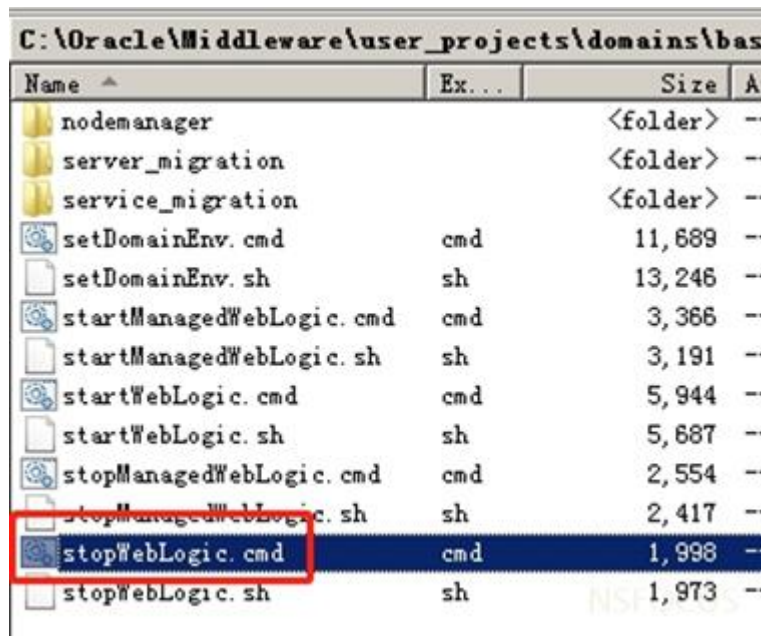 C:\Oracle\Middleware\user_projects\domains\bas
Name Ex... Size A
nodemanager <folder> --
server_migration <folder> --
service_migration <folder> --
setDomainEnv.cmd cmd 11,689 --
setDomainEnv.sh sh 13,246 --
startManagedWebLogic.cmd cmd 3,366 --
startManagedWebLogic.sh sh 3,191 --
startWebLogic.cmd cmd 5,944 --
startWebLogic.sh sh 5,687 --
stopManagedWebLogic.cmd cmd 2,554 --
stopManagedWebLogic.sh sh 2,417 --
stopWebLogic.cmd cmd 1,998 --
stopWebLogic.sh sh 1,973 --